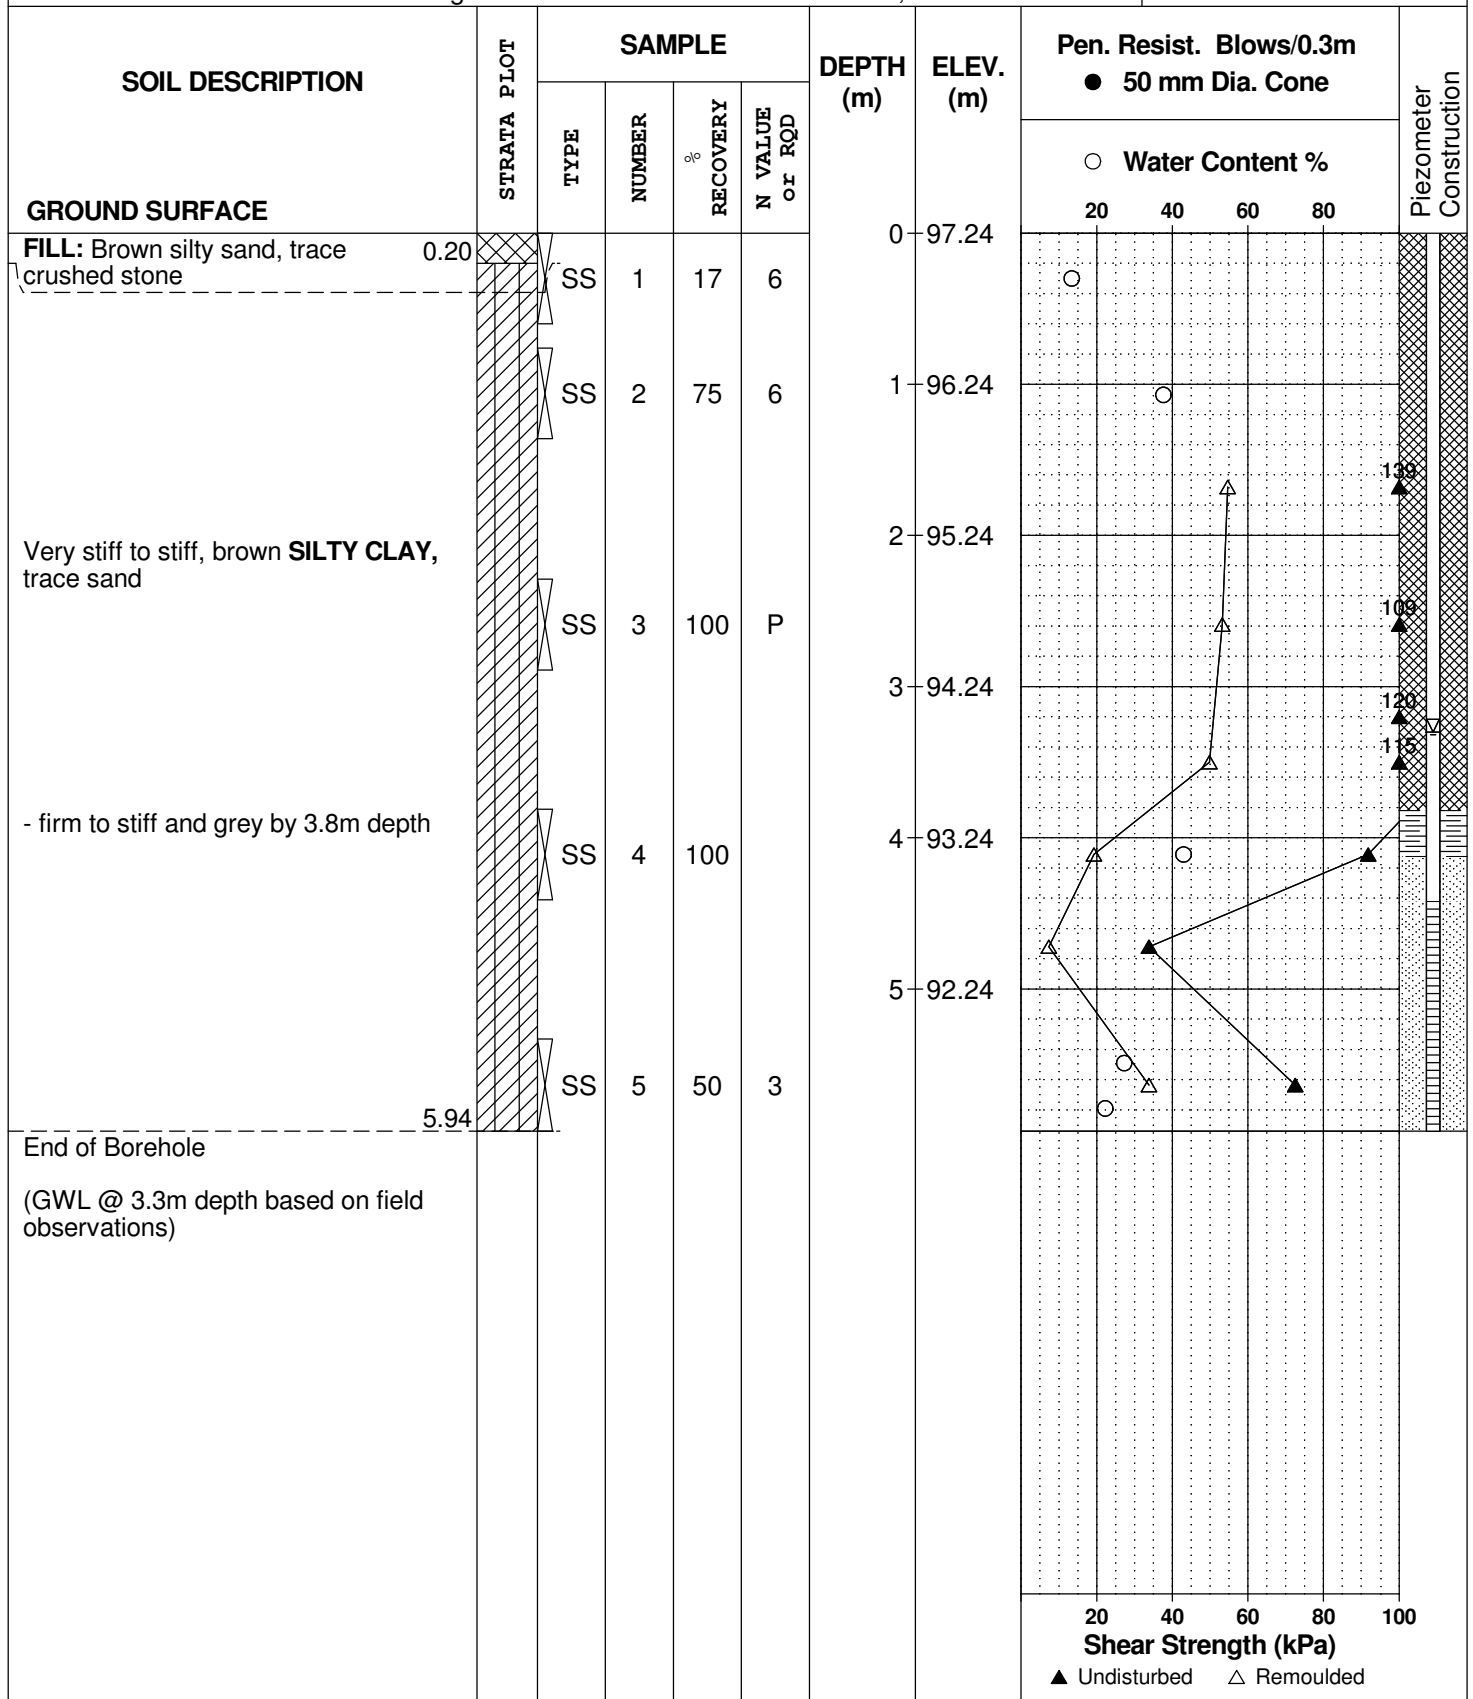 SOIL DESCRIPTION
STRATA PLOT
SAMPLE
TYPE
NUMBER
% RECOVERY
N VALUE or RQD
DEPTH (m)
ELEV. (m)
Pen. Resist. Blows/0.3m
● 50 mm Dia. Cone
○ Water Content %
20 40 60 80
Piezometer Construction
GROUND SURFACE
0 97.24
FILL: Brown silty sand, trace 0.20
crushed stone
SS 1 17 6
SS 2 75 6
1 96.24
139
2 95.24
Very stiff to stiff, brown SILTY CLAY,
trace sand
SS 3 100 P
109
3 94.24
120
115
- firm to stiff and grey by 3.8m depth
4 93.24
SS 4 100
5 92.24
SS 5 50 3
5.94
End of Borehole
(GWL @ 3.3m depth based on field
observations)
20 40 60 80 100
Shear Strength (kPa)
▲ Undisturbed △ Remoulded